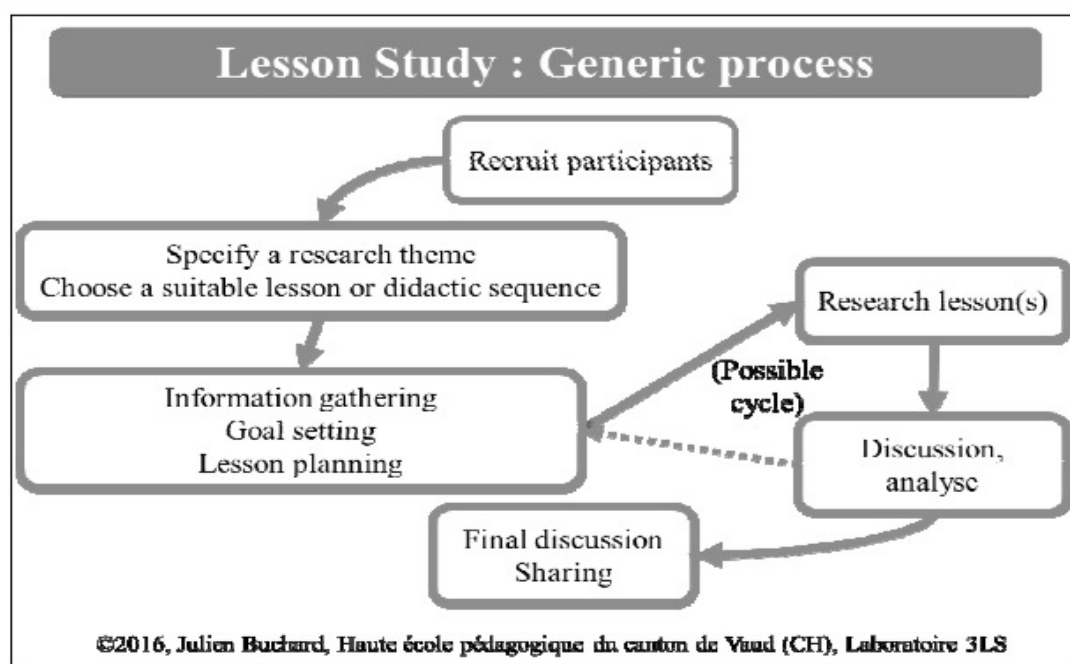 Lesson Study : Generic process
Recruit participants
Specify a research theme
Choose a suitable lesson or didactic sequence
Information gathering
Goal setting
Lesson planning
Research lesson(s)
(Possible
cycle)
Discussion,
analyse
Final discussion
Sharing
©2016, Julien Buchard, Haute école pédagogique du canton de Vaud (CH), Laboratoire 3LS